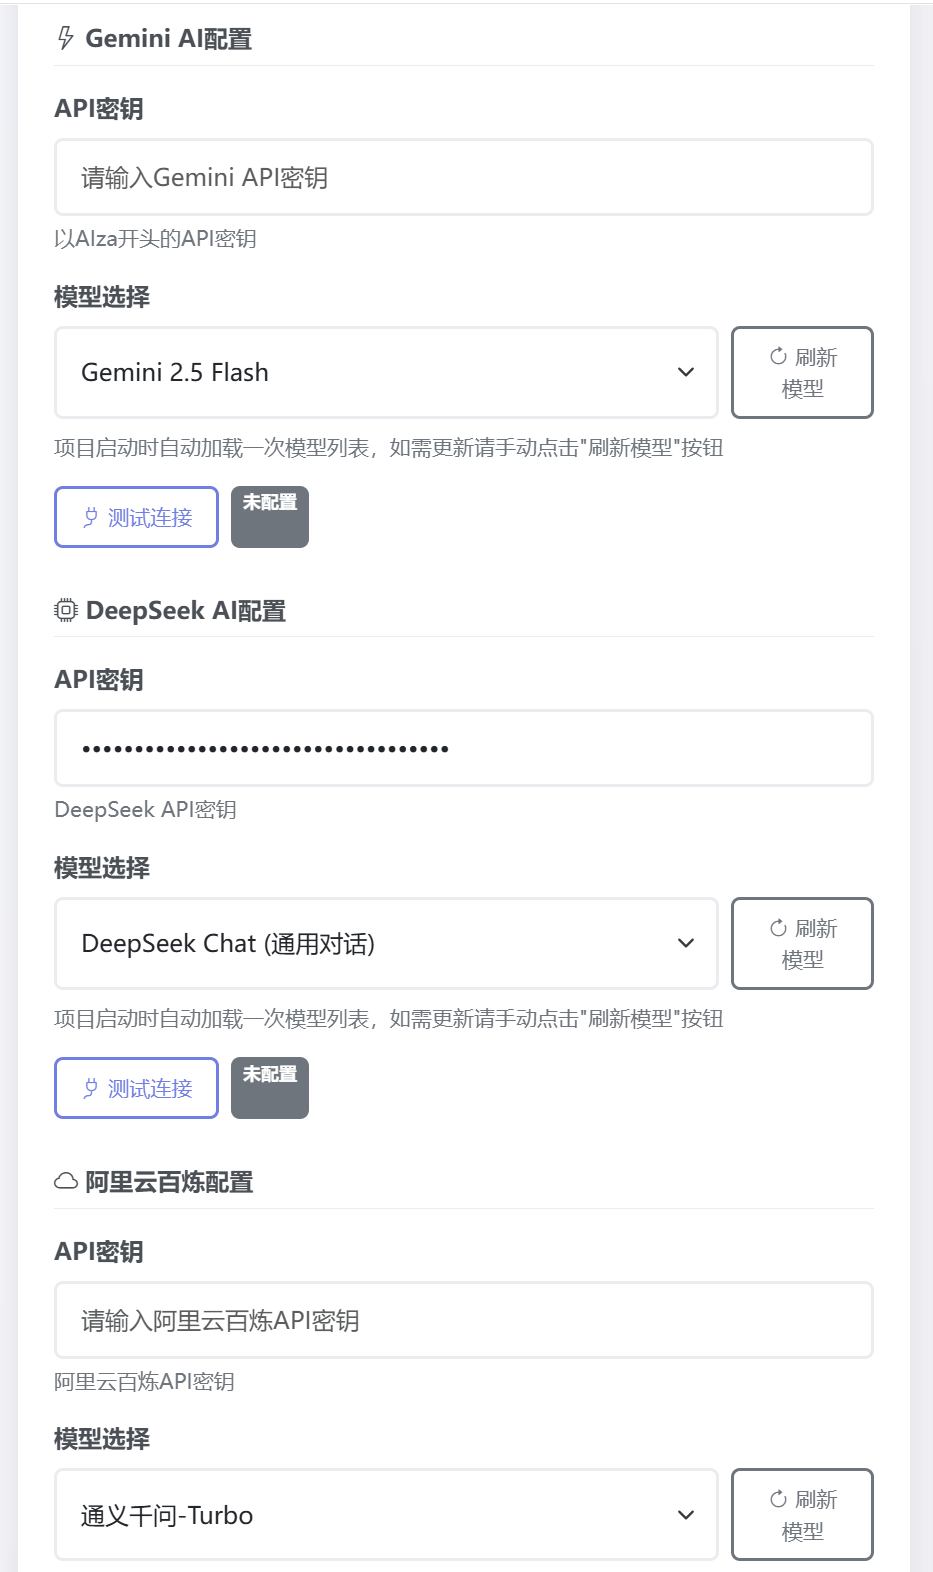 Gemini AI配置
API密钥
请输入Gemini API密钥
以AIza开头的API密钥
模型选择
Gemini 2.5 Flash
刷新
模型
项目启动时自动加载一次模型列表，如需更新请手动点击"刷新模型"按钮
测试连接
未配置
DeepSeek AI配置
API密钥
•••••••••••••••••••••••••••••••••••
DeepSeek API密钥
模型选择
DeepSeek Chat (通用对话)
刷新
模型
项目启动时自动加载一次模型列表，如需更新请手动点击"刷新模型"按钮
测试连接
未配置
阿里云百炼配置
API密钥
请输入阿里云百炼API密钥
阿里云百炼API密钥
模型选择
通义千问-Turbo
刷新
模型